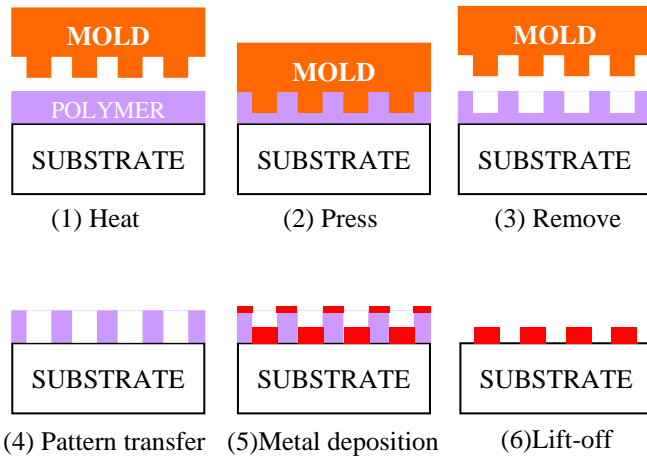 MOLD
POLYMER
SUBSTRATE
(1) Heat
MOLD
SUBSTRATE
(2) Press
MOLD
SUBSTRATE
(3) Remove
SUBSTRATE
(4) Pattern transfer
SUBSTRATE
(5)Metal deposition
SUBSTRATE
(6)Lift-off